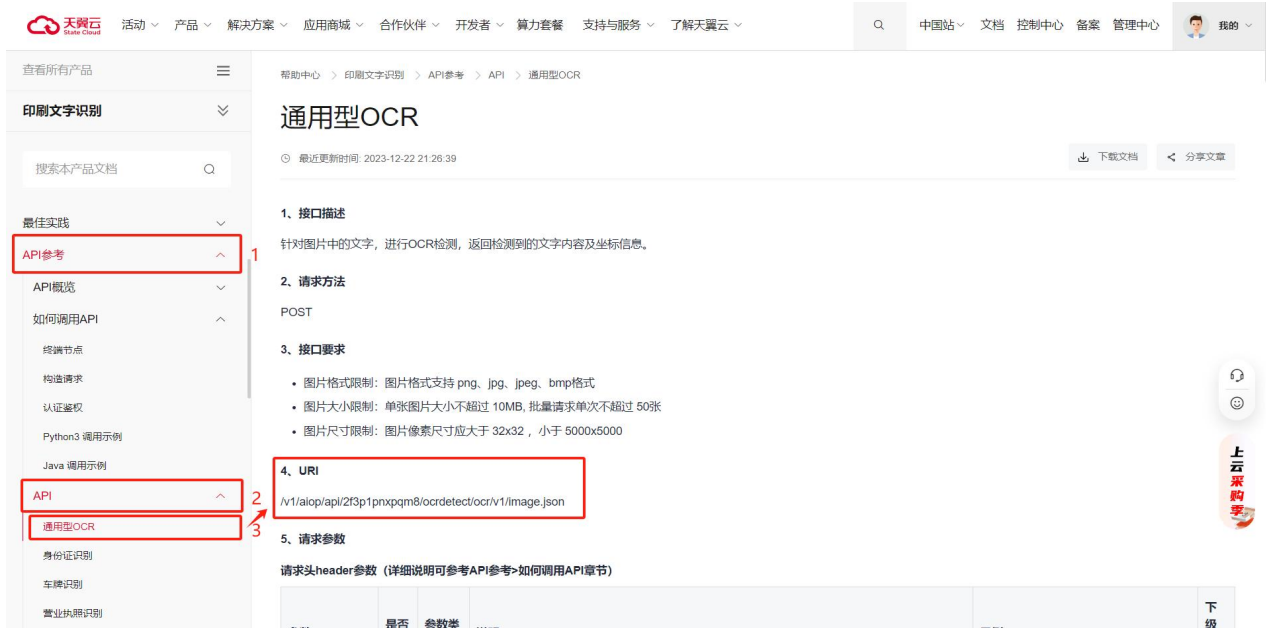 天翼云 State Cloud 活动 产品 解决方案 应用商城 合作伙伴 开发者 算力套餐 支持与服务 了解天翼云 中国站 文档 控制中心 备案 管理中心 我的
查看所有产品
帮助中心 > 印刷文字识别 > API参考 > API > 通用型OCR
印刷文字识别
通用型OCR
最近更新时间: 2023-12-22 21:26:39 下载文档 分享文章
搜索本产品文档
最佳实践
API参考 1
API概览
如何调用API
终端节点
构造请求
认证鉴权
Python3 调用示例
Java 调用示例
API 2
通用型OCR 3
身份证识别
车牌识别
营业执照识别
1、接口描述
针对图片中的文字，进行OCR检测，返回检测到的文字内容及坐标信息。
2、请求方法
POST
3、接口要求
• 图片格式限制：图片格式支持 png、jpg、jpeg、bmp格式
• 图片大小限制：单张图片大小不超过 10MB, 批量请求单次不超过 50张
• 图片尺寸限制：图片像素尺寸应大于 32x32 ，小于 5000x5000
4、URI
/v1/aiop/api/2f3p1pnxpqm8/ocrdetect/ocr/v1/image.json
5、请求参数
请求头header参数（详细说明可参考API参考>如何调用API章节）
是否 参数类 下
级
上云采购季